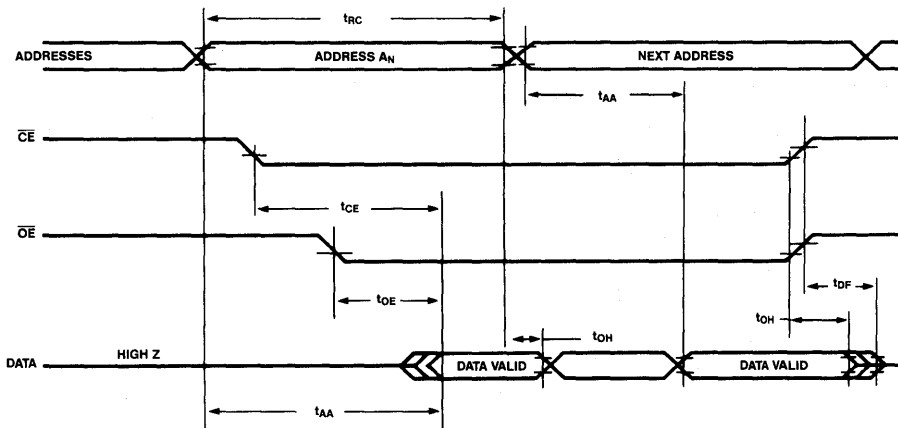 tRC
ADDRESSES
ADDRESS AN
NEXT ADDRESS
tAA
CE
tCE
OE
tOE
tDF
tOH
tOH
HIGH Z
DATA
DATA VALID
DATA VALID
tAA